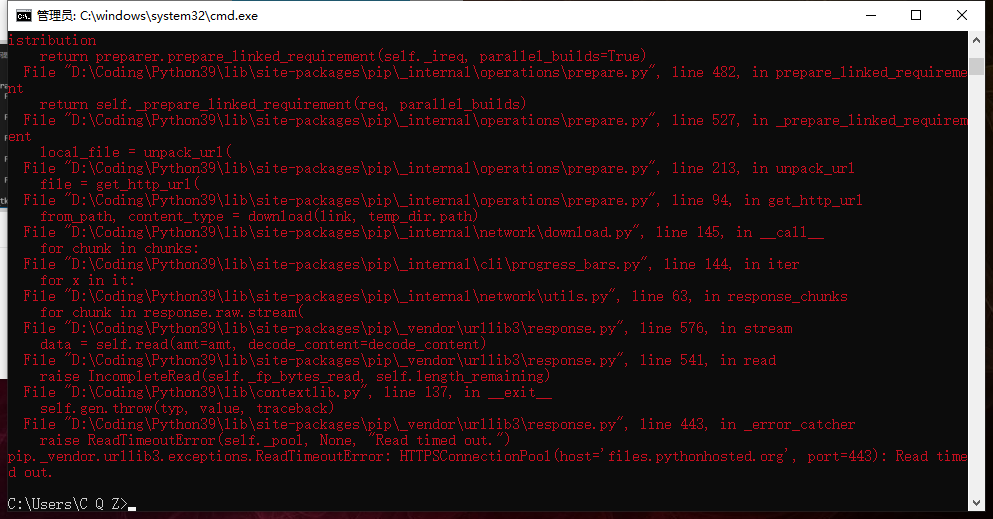 管理员: C:\windows\system32\cmd.exe
istribution
return preparer.prepare_linked_requirement(self._ireq, parallel_builds=True)
File "D:\Coding\Python39\lib\site-packages\pip\_internal\operations\prepare.py", line 482, in prepare_linked_requireme
nt
return self._prepare_linked_requirement(req, parallel_builds)
File "D:\Coding\Python39\lib\site-packages\pip\_internal\operations\prepare.py", line 527, in _prepare_linked_requirem
ent
local_file = unpack_url(
File "D:\Coding\Python39\lib\site-packages\pip\_internal\operations\prepare.py", line 213, in unpack_url
file = get_http_url(
File "D:\Coding\Python39\lib\site-packages\pip\_internal\operations\prepare.py", line 94, in get_http_url
from_path, content_type = download(link, temp_dir.path)
File "D:\Coding\Python39\lib\site-packages\pip\_internal\network\download.py", line 145, in __call__
for chunk in chunks:
File "D:\Coding\Python39\lib\site-packages\pip\_internal\cli\progress_bars.py", line 144, in iter
for x in it:
File "D:\Coding\Python39\lib\site-packages\pip\_internal\network\utils.py", line 63, in response_chunks
for chunk in response.raw.stream(
File "D:\Coding\Python39\lib\site-packages\pip\_vendor\urllib3\response.py", line 576, in stream
data = self.read(amt=amt, decode_content=decode_content)
File "D:\Coding\Python39\lib\site-packages\pip\_vendor\urllib3\response.py", line 541, in read
raise IncompleteRead(self._fp_bytes_read, self.length_remaining)
File "D:\Coding\Python39\lib\contextlib.py", line 137, in __exit__
self.gen.throw(typ, value, traceback)
File "D:\Coding\Python39\lib\site-packages\pip\_vendor\urllib3\response.py", line 443, in _error_catcher
raise ReadTimeoutError(self._pool, None, "Read timed out.")
pip._vendor.urllib3.exceptions.ReadTimeoutError: HTTPSConnectionPool(host='files.pythonhosted.org', port=443): Read time
d out.
C:\Users\C Q Z>